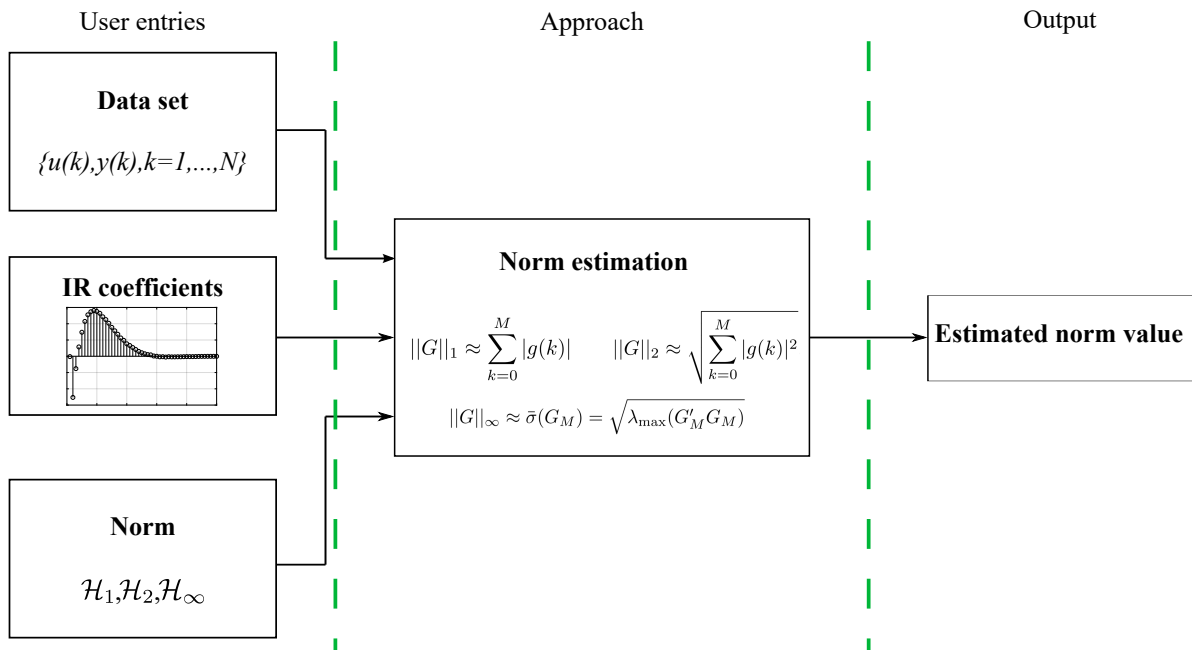 User entries
Approach
Output
Data set
{u(k),y(k),k=1,...,N}
IR coefficients
Norm
ℋ₁,ℋ₂,ℋ∞
Norm estimation
||G||₁ ≈ ∑_{k=0}^{M} |g(k)|
||G||₂ ≈ √(∑_{k=0}^{M} |g(k)|²)
||G||∞ ≈ σ̄(G_M) = √(λ_max(G′_M G_M))
Estimated norm value